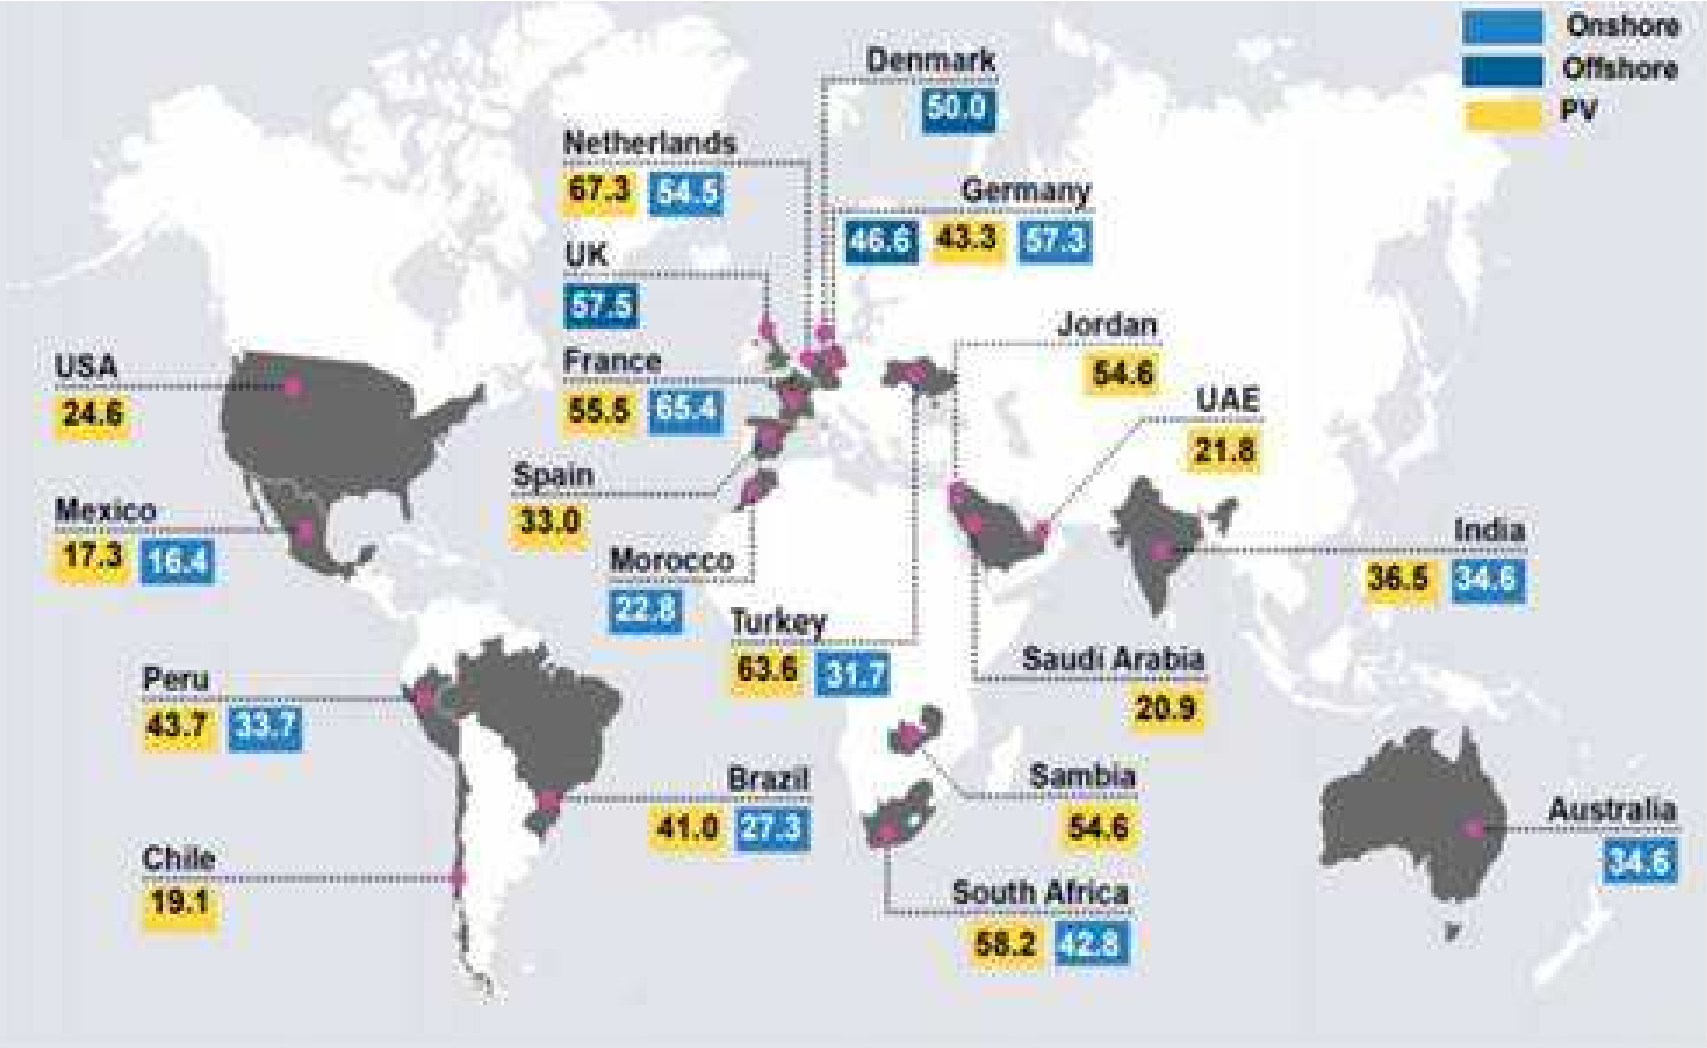 Onshore
Offshore
PV
Denmark
50.0
Netherlands
67.3 54.5
Germany
46.6 43.3 57.3
UK
57.5
Jordan
54.6
USA
24.6
France
55.5 65.4
UAE
21.8
Spain
33.0
Mexico
17.3 16.4
India
36.5 34.6
Morocco
22.8
Turkey
63.6 31.7
Saudi Arabia
20.9
Peru
43.7 33.7
Brazil
41.0 27.3
Sambia
54.6
Australia
34.6
Chile
19.1
South Africa
58.2 42.8